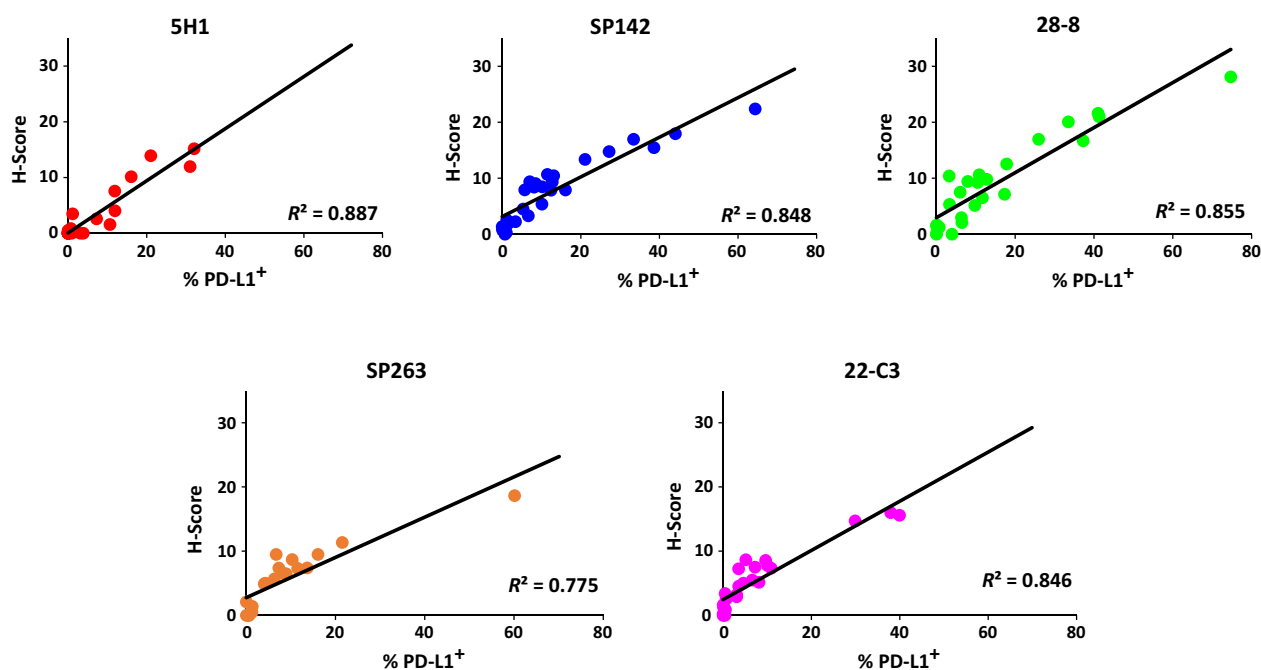 5H1
30
20
10
0
H-Score
R² = 0.887
0 20 40 60 80
% PD-L1⁺
SP142
30
20
10
0
H-Score
R² = 0.848
0 20 40 60 80
% PD-L1⁺
28-8
30
20
10
0
H-Score
R² = 0.855
0 20 40 60 80
% PD-L1⁺
SP263
30
20
10
0
H-Score
R² = 0.775
0 20 40 60 80
% PD-L1⁺
22-C3
30
20
10
0
H-Score
R² = 0.846
0 20 40 60 80
% PD-L1⁺